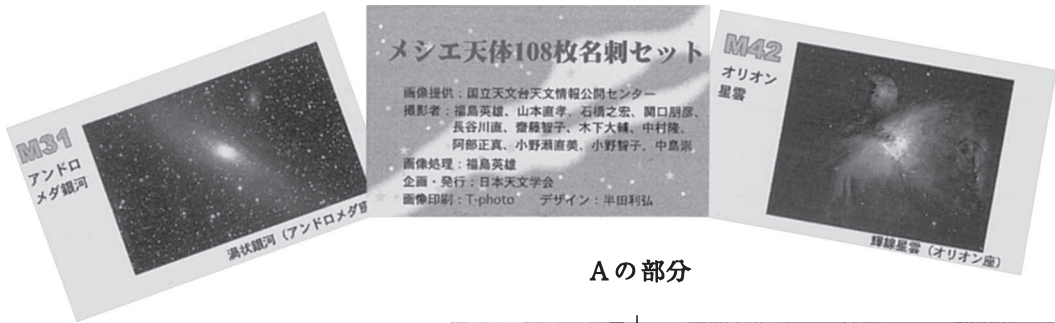 M31
アンドロ
メダ銀河
渦状銀河（アンドロメダ座
メシエ天体108枚名刺セット
画像提供：国立天文台天文情報公開センター
撮影者：福島英雄、山本直孝、石橋之宏、関口朋彦、
長谷川直、齋藤智子、木下大輔、中村隆、
阿部正真、小野瀬直美、小野智子、中島崇
画像処理：福島英雄
企画・発行：日本天文学会
画像印刷：T-photo　デザイン：半田利弘
M42
オリオン
星雲
輝線星雲（オリオン座）
Aの部分